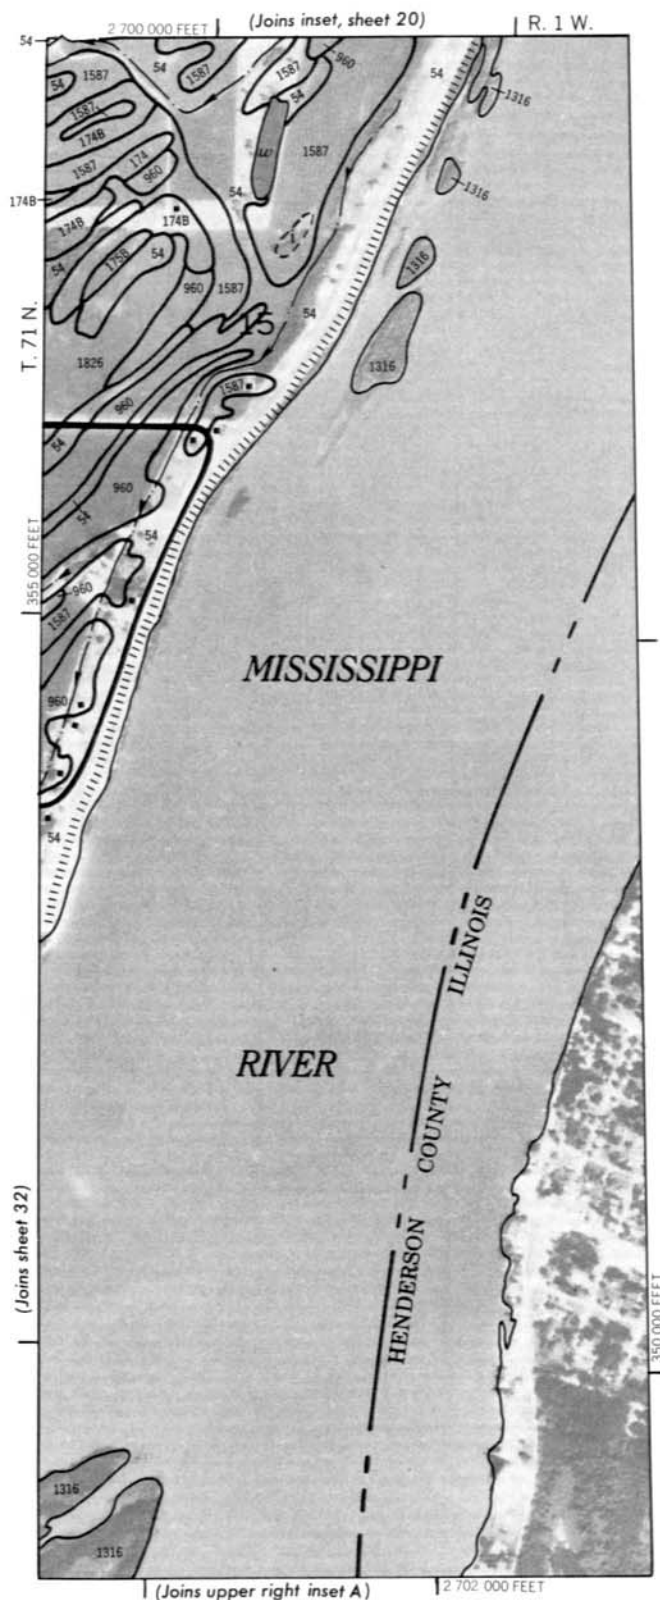 (Joins inset, sheet 20)
R. 1 W.
2 700 000 FEET
54
1587
54
1587
1587
960
54
54
1316
54
1587
174B
1587
174
960
w
1587
1316
174B
174B
174B
54
54
175B
54
960
1587
1316
15
54
T. 71 N.
1826
1316
960
1587
54
960
54
54
355 000 FEET
960
1587
MISSISSIPPI
960
54
ILLINOIS
RIVER
COUNTY
HENDERSON
(Joins sheet 32)
350 000 FEET
1316
1316
(Joins upper right inset A)
2 702 000 FEET